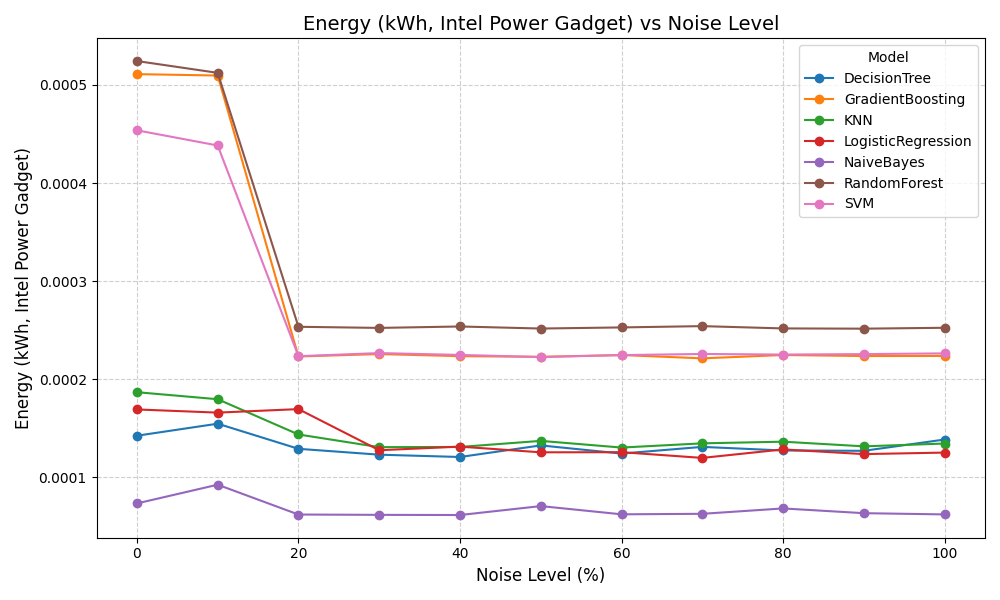 Energy (kWh, Intel Power Gadget) vs Noise Level
Energy (kWh, Intel Power Gadget)
0.0005
0.0004
0.0003
0.0002
0.0001
Model
DecisionTree
GradientBoosting
KNN
LogisticRegression
NaiveBayes
RandomForest
SVM
0 20 40 60 80 100
Noise Level (%)